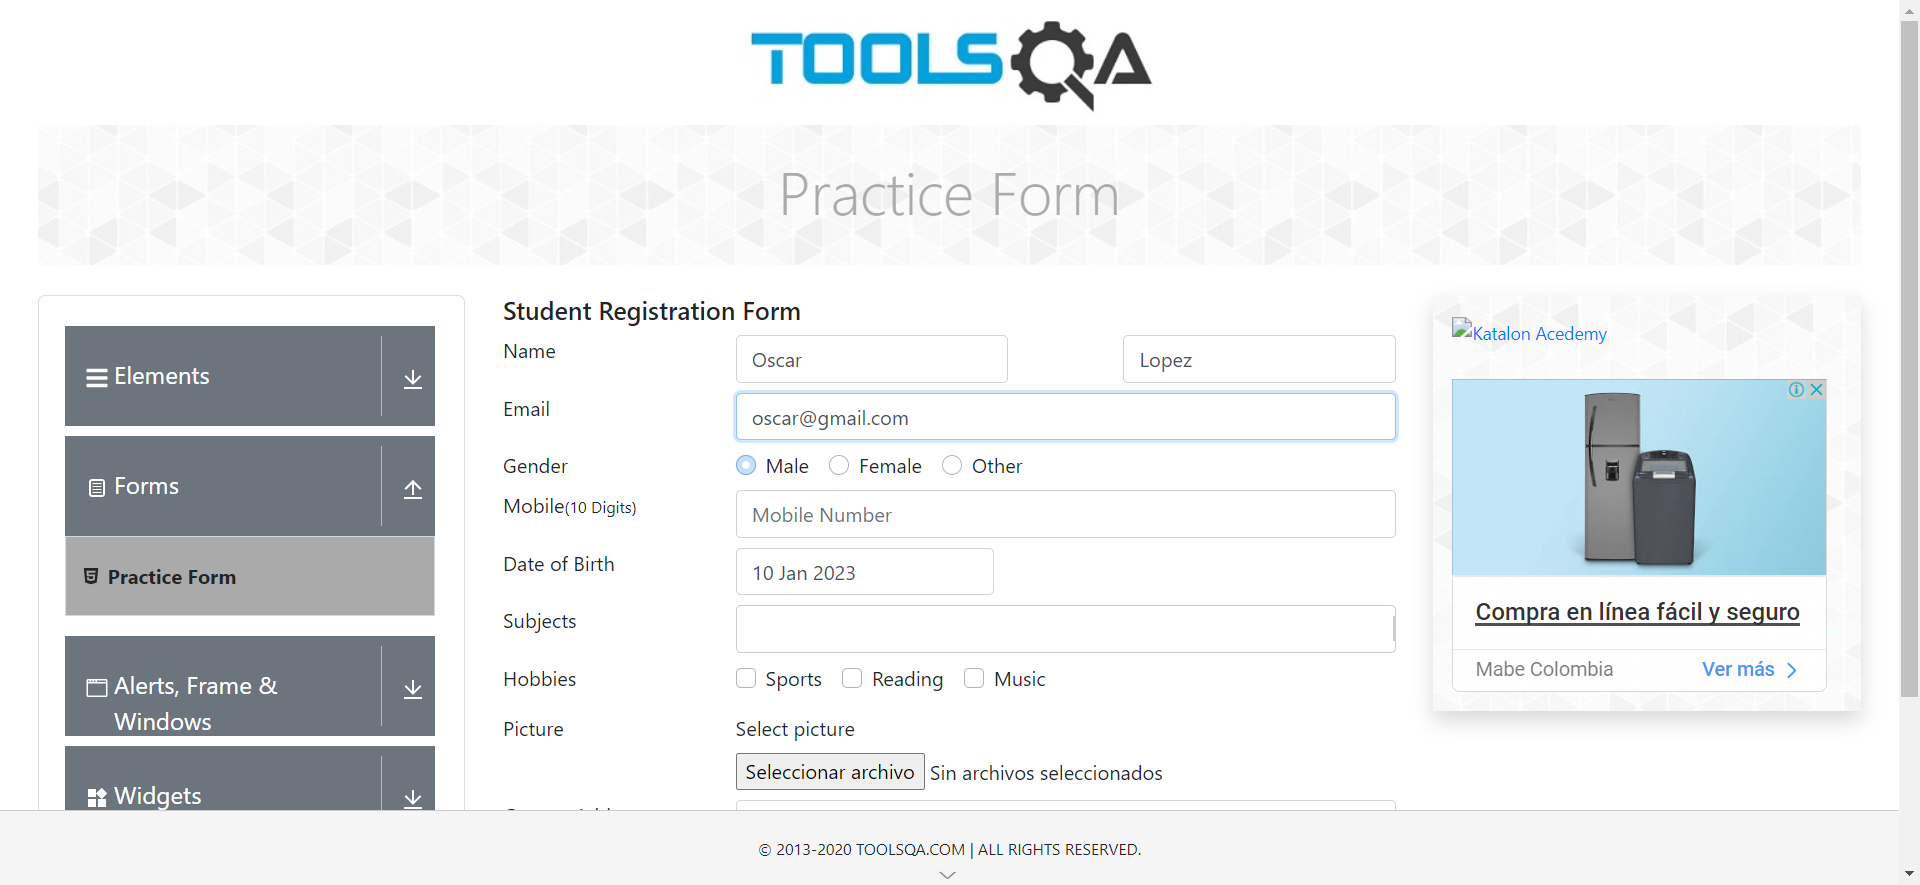 TOOLSQA
Practice Form
Elements
Forms
Practice Form
Alerts, Frame &
Windows
Widgets
Student Registration Form
Name
Oscar
Lopez
Email
oscar@gmail.com
Gender
Male
Female
Other
Mobile(10 Digits)
Mobile Number
Date of Birth
10 Jan 2023
Subjects
Hobbies
Sports
Reading
Music
Picture
Select picture
Seleccionar archivo
Sin archivos seleccionados
Katalon Acedemy
Compra en línea fácil y seguro
Mabe Colombia
Ver más
© 2013-2020 TOOLSQA.COM | ALL RIGHTS RESERVED.